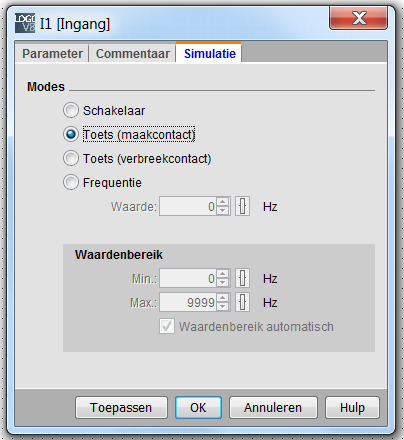 LOGO I1 [Ingang]
Parameter Commentaar Simulatie
Modes
Schakelaar
Toets (maakcontact)
Toets (verbreekcontact)
Frequentie
Waarde: 0 Hz
Waardenbereik
Min.: 0 Hz
Max.: 9999 Hz
Waardenbereik automatisch
Toepassen OK Annuleren Hulp